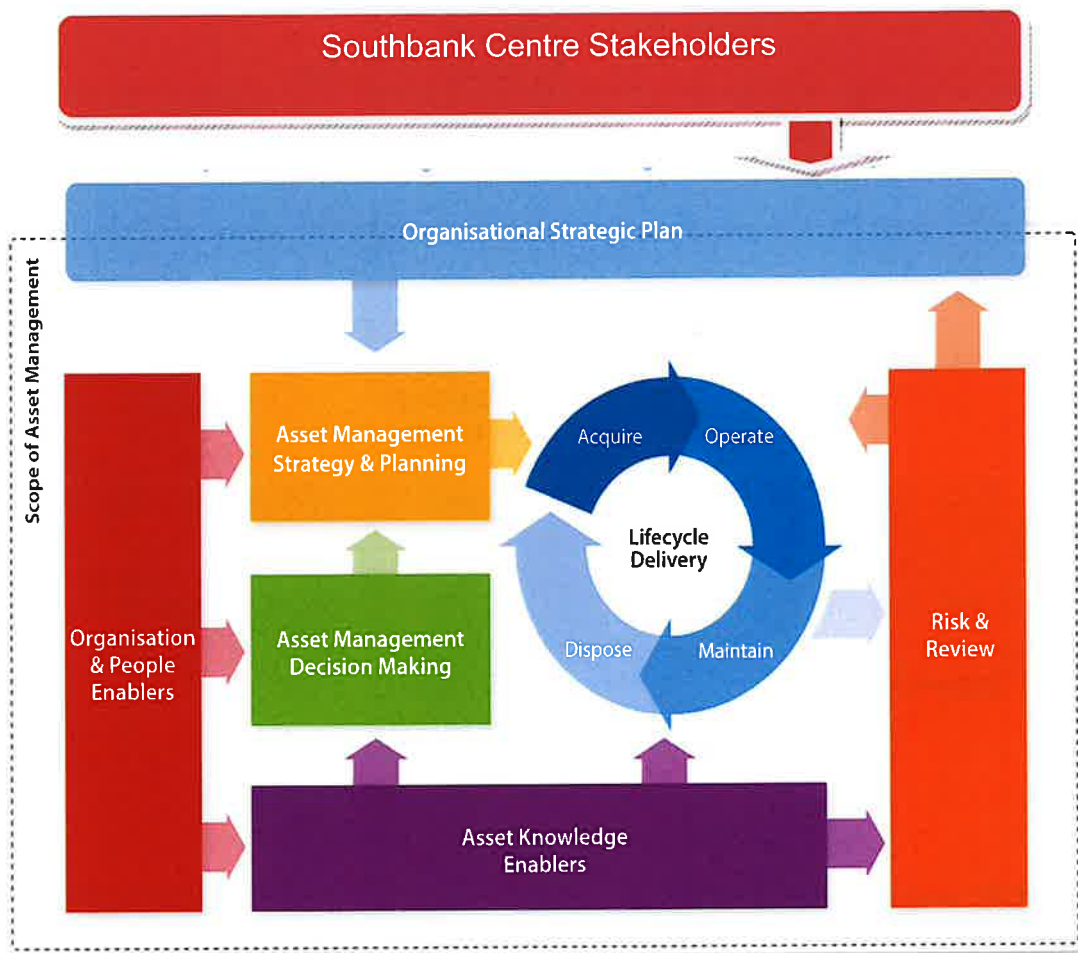 Southbank Centre Stakeholders
Organisational Strategic Plan
Scope of Asset Management
Asset Management
Strategy & Planning
Acquire
Operate
Lifecycle
Delivery
Organisation
& People
Enablers
Asset Management
Decision Making
Dispose
Maintain
Risk &
Review
Asset Knowledge
Enablers